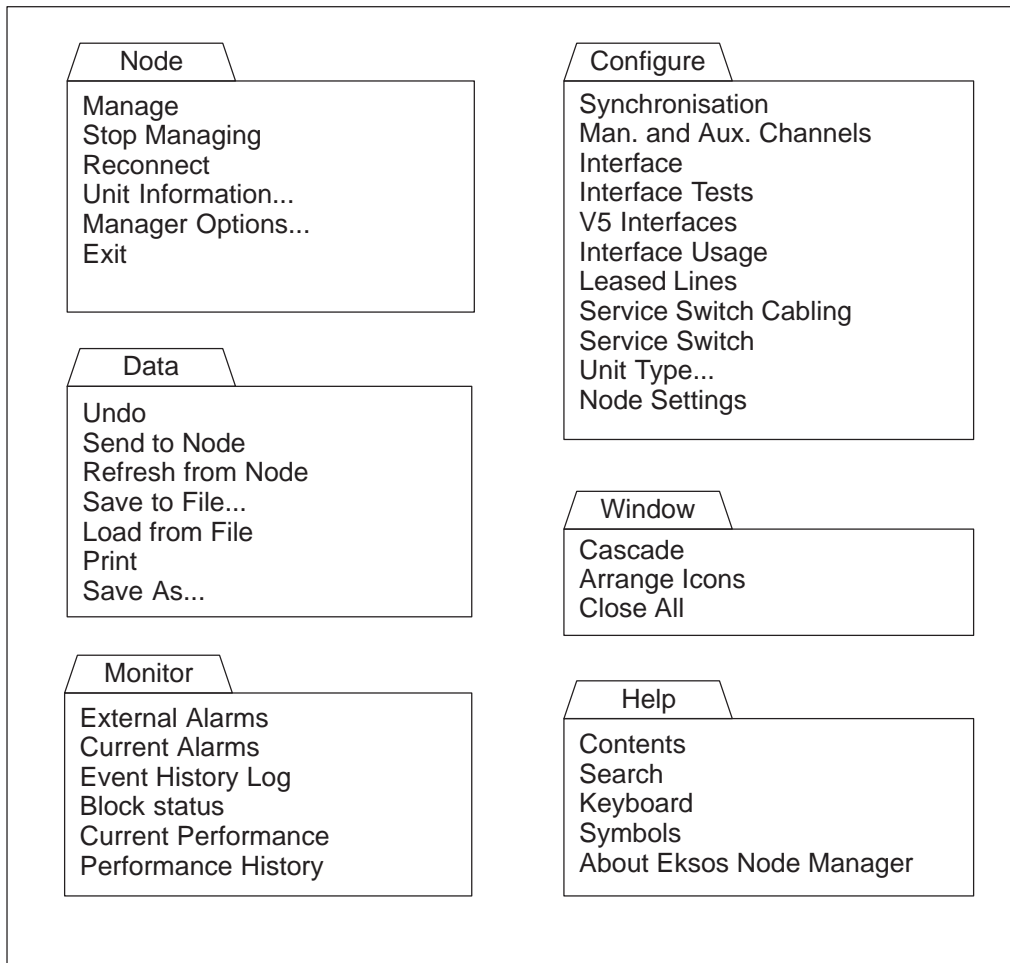 Node
Manage
Stop Managing
Reconnect
Unit Information...
Manager Options...
Exit
Data
Undo
Send to Node
Refresh from Node
Save to File...
Load from File
Print
Save As...
Monitor
External Alarms
Current Alarms
Event History Log
Block status
Current Performance
Performance History
Configure
Synchronisation
Man. and Aux. Channels
Interface
Interface Tests
V5 Interfaces
Interface Usage
Leased Lines
Service Switch Cabling
Service Switch
Unit Type...
Node Settings
Window
Cascade
Arrange Icons
Close All
Help
Contents
Search
Keyboard
Symbols
About Eksos Node Manager